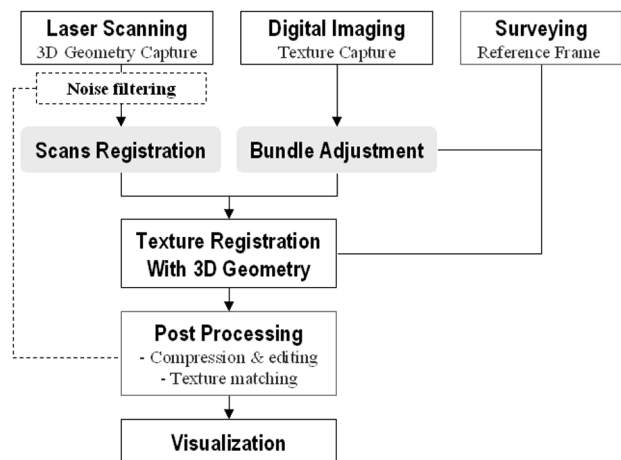 Laser Scanning
3D Geometry Capture
Digital Imaging
Texture Capture
Surveying
Reference Frame
Noise filtering
Scans Registration
Bundle Adjustment
Texture Registration
With 3D Geometry
Post Processing
- Compression & editing
- Texture matching
Visualization